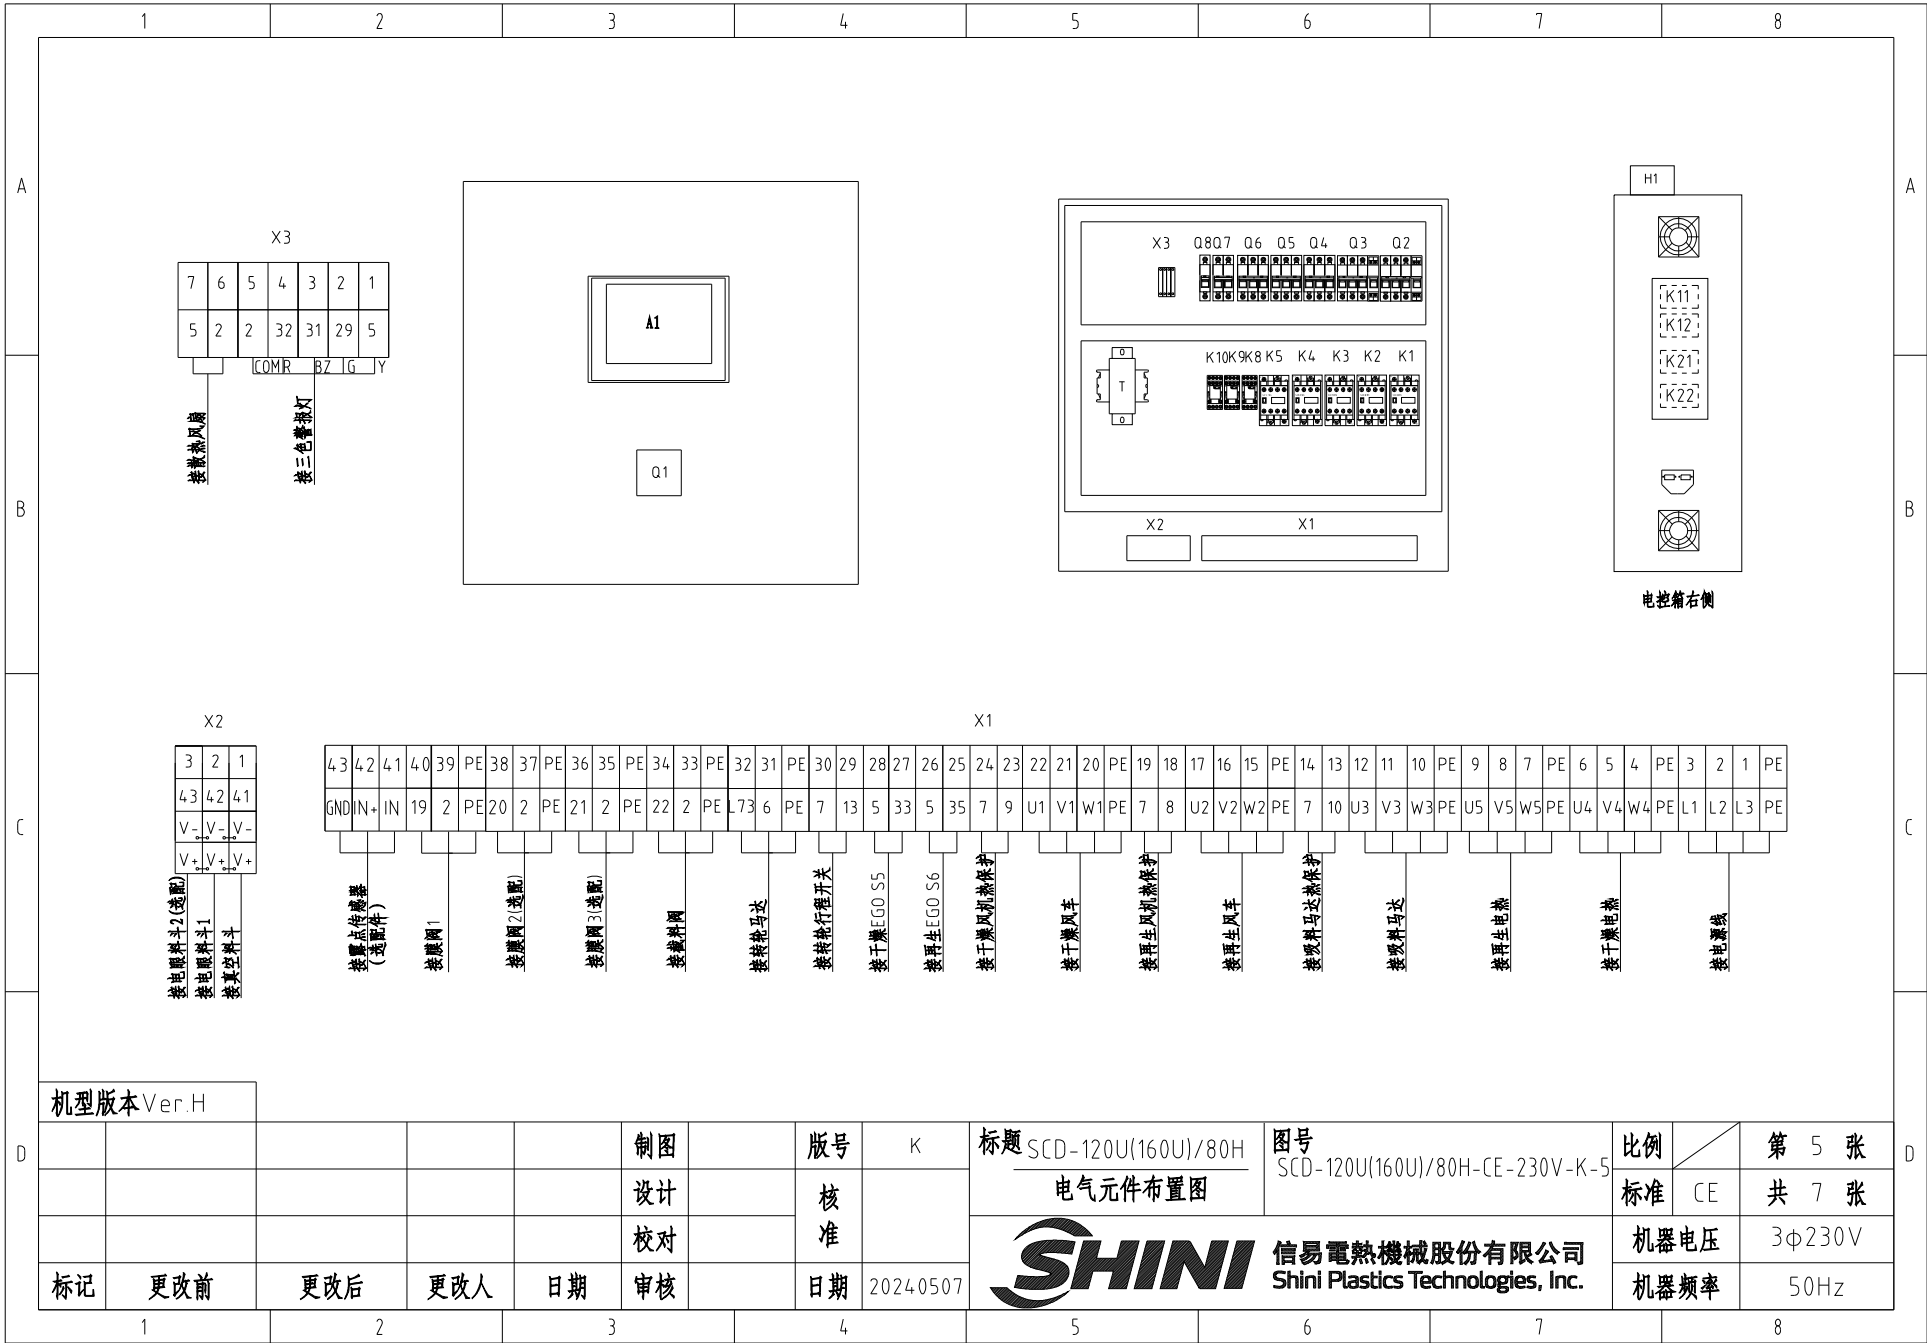 1 2 3 4 5 6 7 8
A A
H1
X3
7 6 5 4 3 2 1
5 2 2 32 31 29 5
COM R BZ G Y
接散热风扇
接三色警报灯
A1
Q1
X3 Q8 Q7 Q6 Q5 Q4 Q3 Q2
T
K10 K9 K8 K5 K4 K3 K2 K1
X2 X1
K11
K12
K21
K22
电控箱右侧
B B
X2
3 2 1
43 42 41
V- V- V-
V+ V+ V+
接电眼料斗2(选配)
接电眼料斗1
接真空料斗
X1
43 42 41 40 39 PE 38 37 PE 36 35 PE 34 33 PE 32 31 PE 30 29 28 27 26 25 24 23 22 21 20 PE 19 18 17 16 15 PE 14 13 12 11 10 PE 9 8 7 PE 6 5 4 PE 3 2 1 PE
GND IN+ IN 19 2 PE 20 2 PE 21 2 PE 22 2 PE L73 6 PE 7 13 5 33 5 35 7 9 U1 V1 W1 PE 7 8 U2 V2 W2 PE 7 10 U3 V3 W3 PE U5 V5 W5 PE U4 V4 W4 PE L1 L2 L3 PE
接露点传感器
(选配件)
接膜阀1
接膜阀2(选配)
接膜阀3(选配)
接截料阀
接转轮马达
接转轮行程开关
接干燥EGO S5
接再生EGO S6
接干燥风机热保护
接干燥风车
接再生风机热保护
接再生风车
接吸料马达热保护
接吸料马达
接再生电热
接干燥电热
接电源线
C C
机型版本Ver.H
D D
制图 版号 K
设计 核准
校对
标记 更改前 更改后 更改人 日期 审核 日期 20240507
标题 SCD-120U(160U)/80H
电气元件布置图
图号
SCD-120U(160U)/80H-CE-230V-K-5
比例 第 5 张
标准 CE 共 7 张
机器电压 3φ230V
机器频率 50Hz
SHINI
信易電熱機械股份有限公司
Shini Plastics Technologies, Inc.
1 2 3 4 5 6 7 8